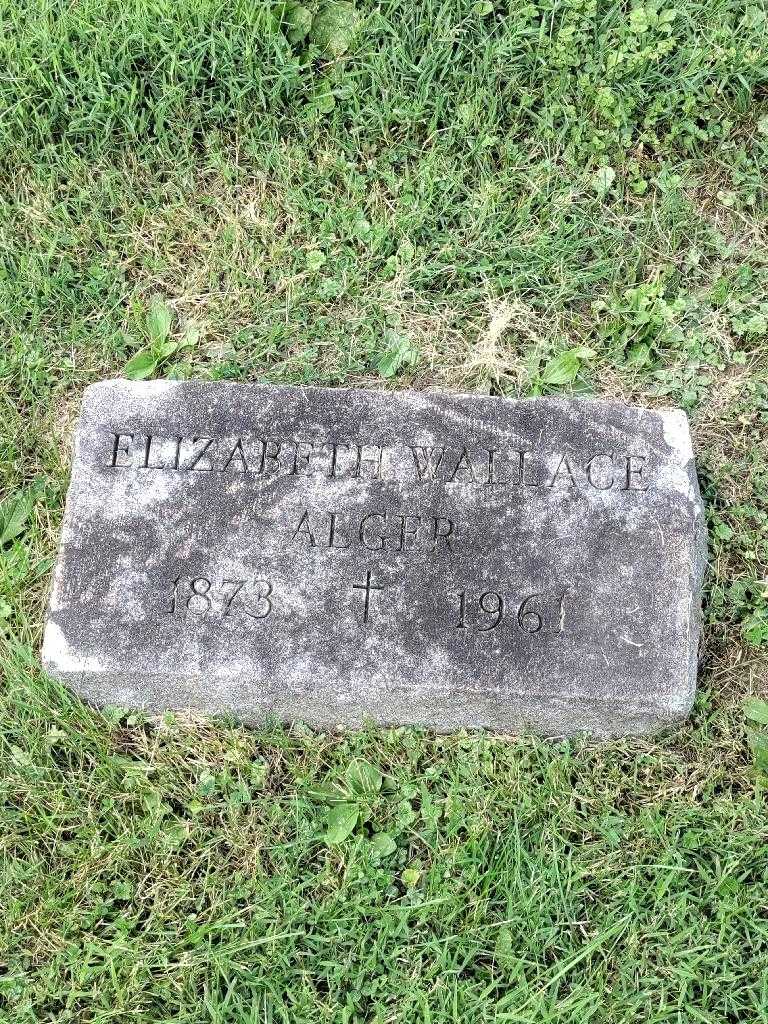 ELIZABETH WALLACE
ALGER
1873 † 1961